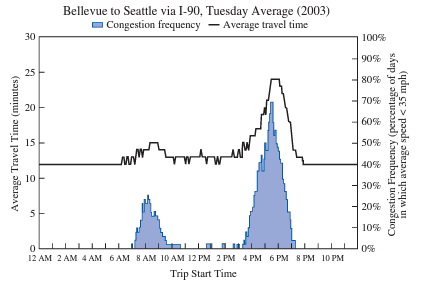 Bellevue to Seattle via I-90, Tuesday Average (2003)
Congestion frequency Average travel time
30
25
20
15
10
5
0
Average Travel Time (minutes)
100%
90%
80%
70%
60%
50%
40%
30%
20%
10%
0%
Congestion Frequency (percentage of days
in which average speed < 35 mph)
12 AM 2 AM 4 AM 6 AM 8 AM 10 AM 12 PM 2 PM 4 PM 6 PM 8 PM 10 PM
Trip Start Time